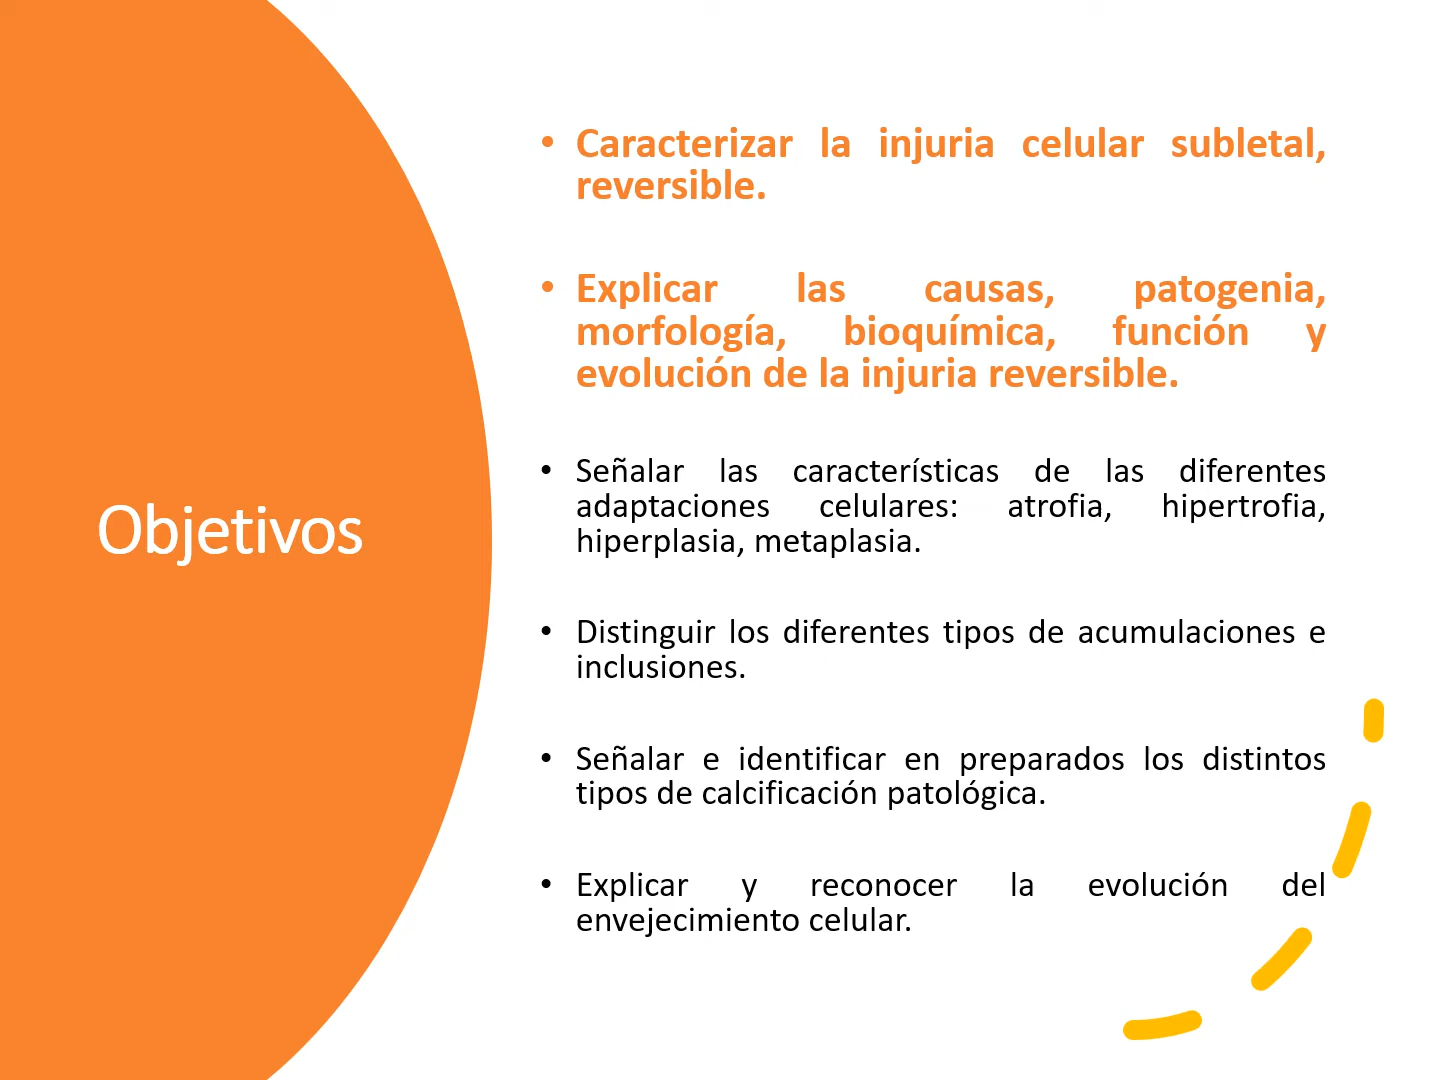 Objetivos
• Caracterizar la injuria celular subletal,
reversible.
• Explicar las causas, patogenia,
morfología, bioquímica, función y
evolución de la injuria reversible.
• Señalar las características de las diferentes
adaptaciones celulares: atrofia, hipertrofia,
hiperplasia, metaplasia.
• Distinguir los diferentes tipos de acumulaciones e
inclusiones.
• Señalar e identificar en preparados los distintos
tipos de calcificación patológica.
• Explicar y reconocer la evolución del
envejecimiento celular.